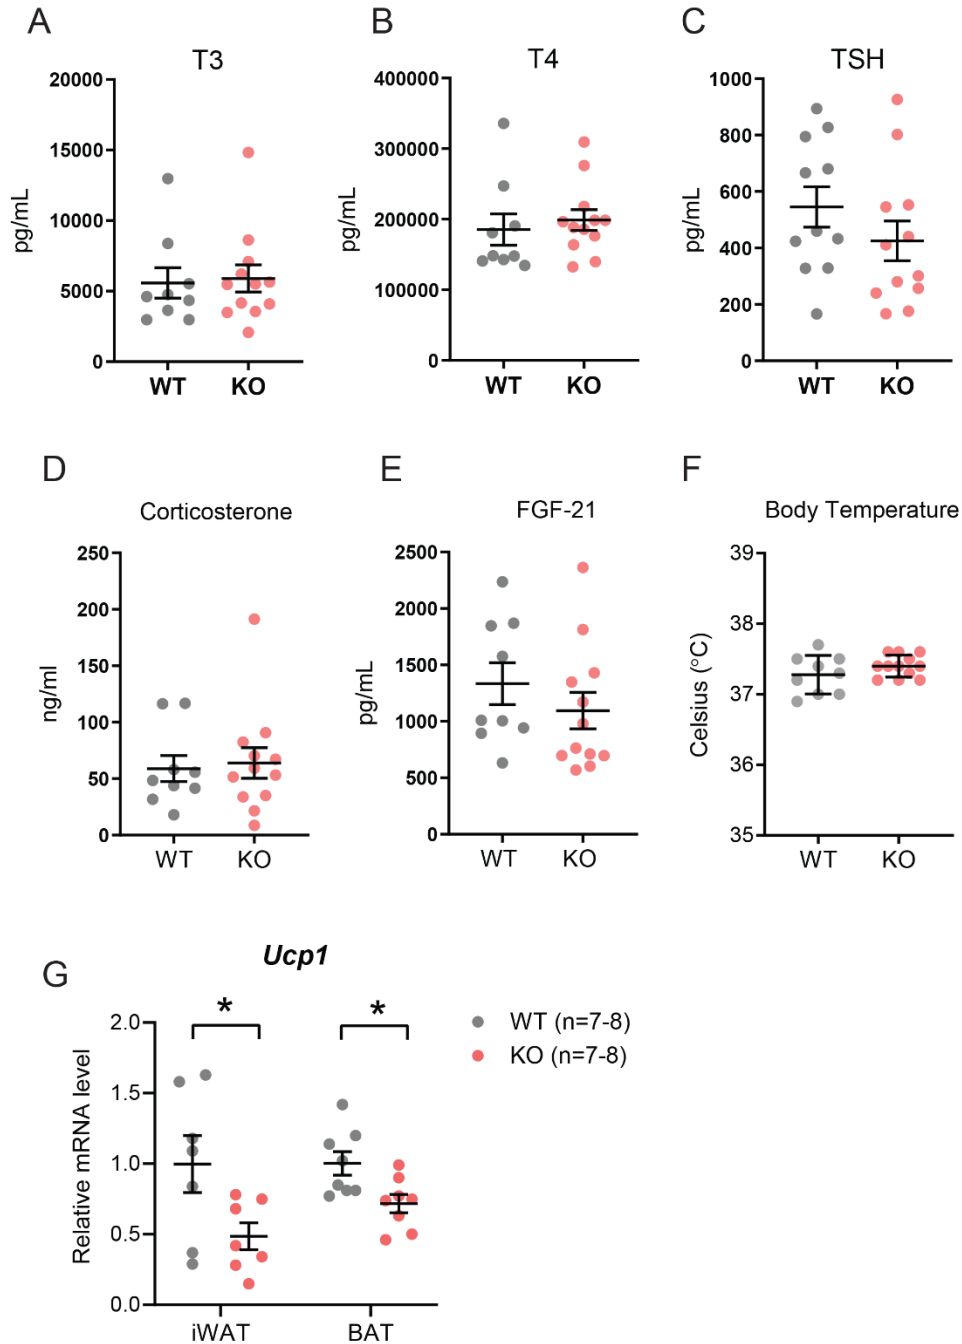 A
T3
20000
15000
10000
5000
0
pg/mL
WT
KO
B
T4
400000
300000
200000
100000
0
pg/mL
WT
KO
C
TSH
1000
800
600
400
200
0
pg/mL
WT
KO
D
Corticosterone
250
200
150
100
50
0
ng/ml
WT
KO
E
FGF-21
2500
2000
1500
1000
500
0
pg/mL
WT
KO
F
Body Temperature
39
38
37
36
35
Celsius (°C)
WT
KO
G
Ucp1
2.0
1.5
1.0
0.5
0.0
Relative mRNA level
*
*
iWAT
BAT
WT (n=7-8)
KO (n=7-8)